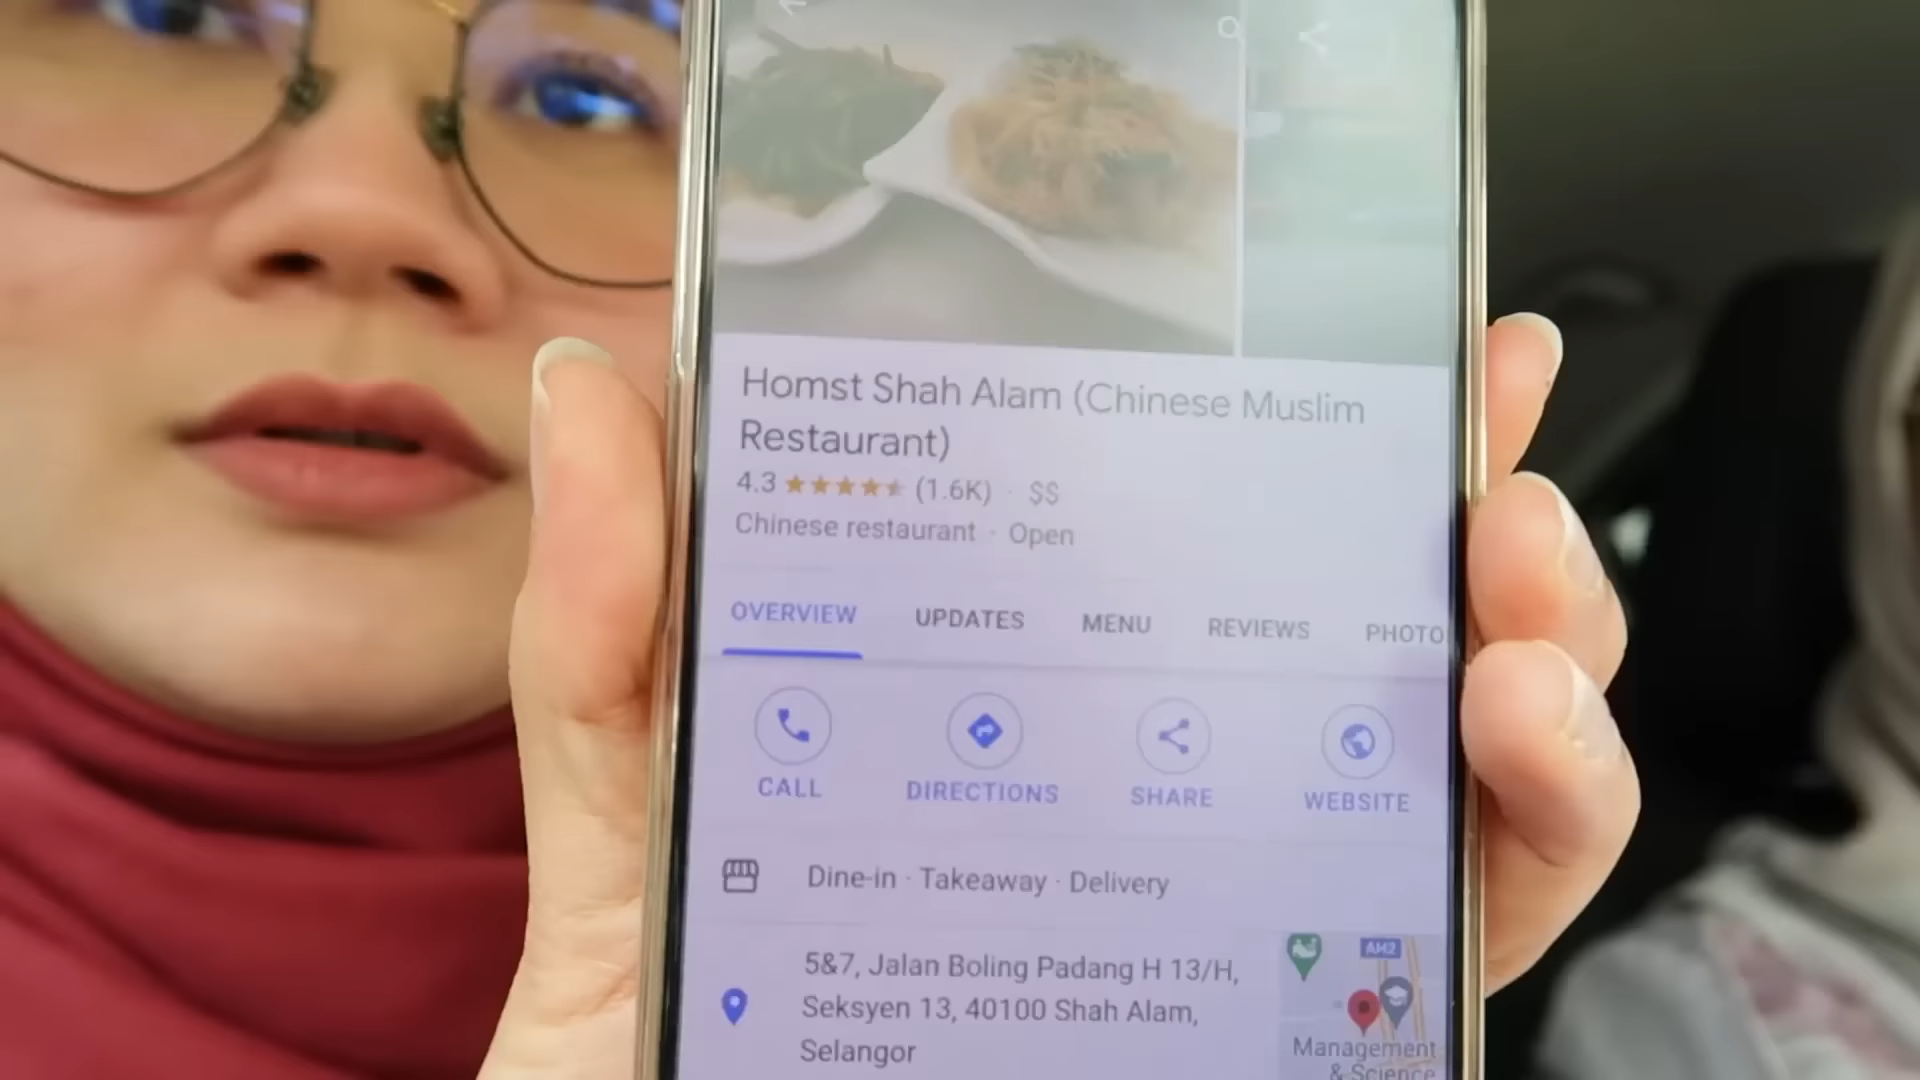 Homst Shah Alam (Chinese Muslim
Restaurant)
4.3 (1.6K) · $$
Chinese restaurant · Open
OVERVIEW UPDATES MENU REVIEWS PHOTO
CALL DIRECTIONS SHARE WEBSITE
Dine-in · Takeaway · Delivery
5&7, Jalan Boling Padang H 13/H,
Seksyen 13, 40100 Shah Alam,
Selangor
AH2
Management
& Science